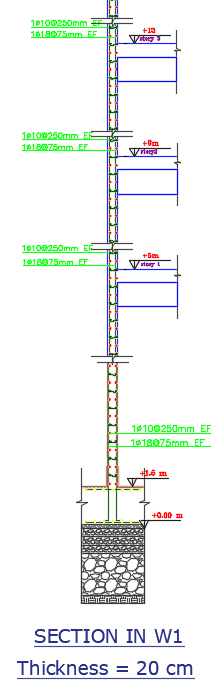 1ϕ10@250mm EF
+13
1ϕ18@75mm EF
story 3
1ϕ10@250mm EF
+9m
1ϕ18@75mm EF
story2
1ϕ10@250mm EF
+5m
1ϕ18@75mm EF
story 1
1ϕ10@250mm EF
1ϕ18@75mm EF
+1.6 m
+0.00 m
SECTION IN W1
Thickness = 20 cm